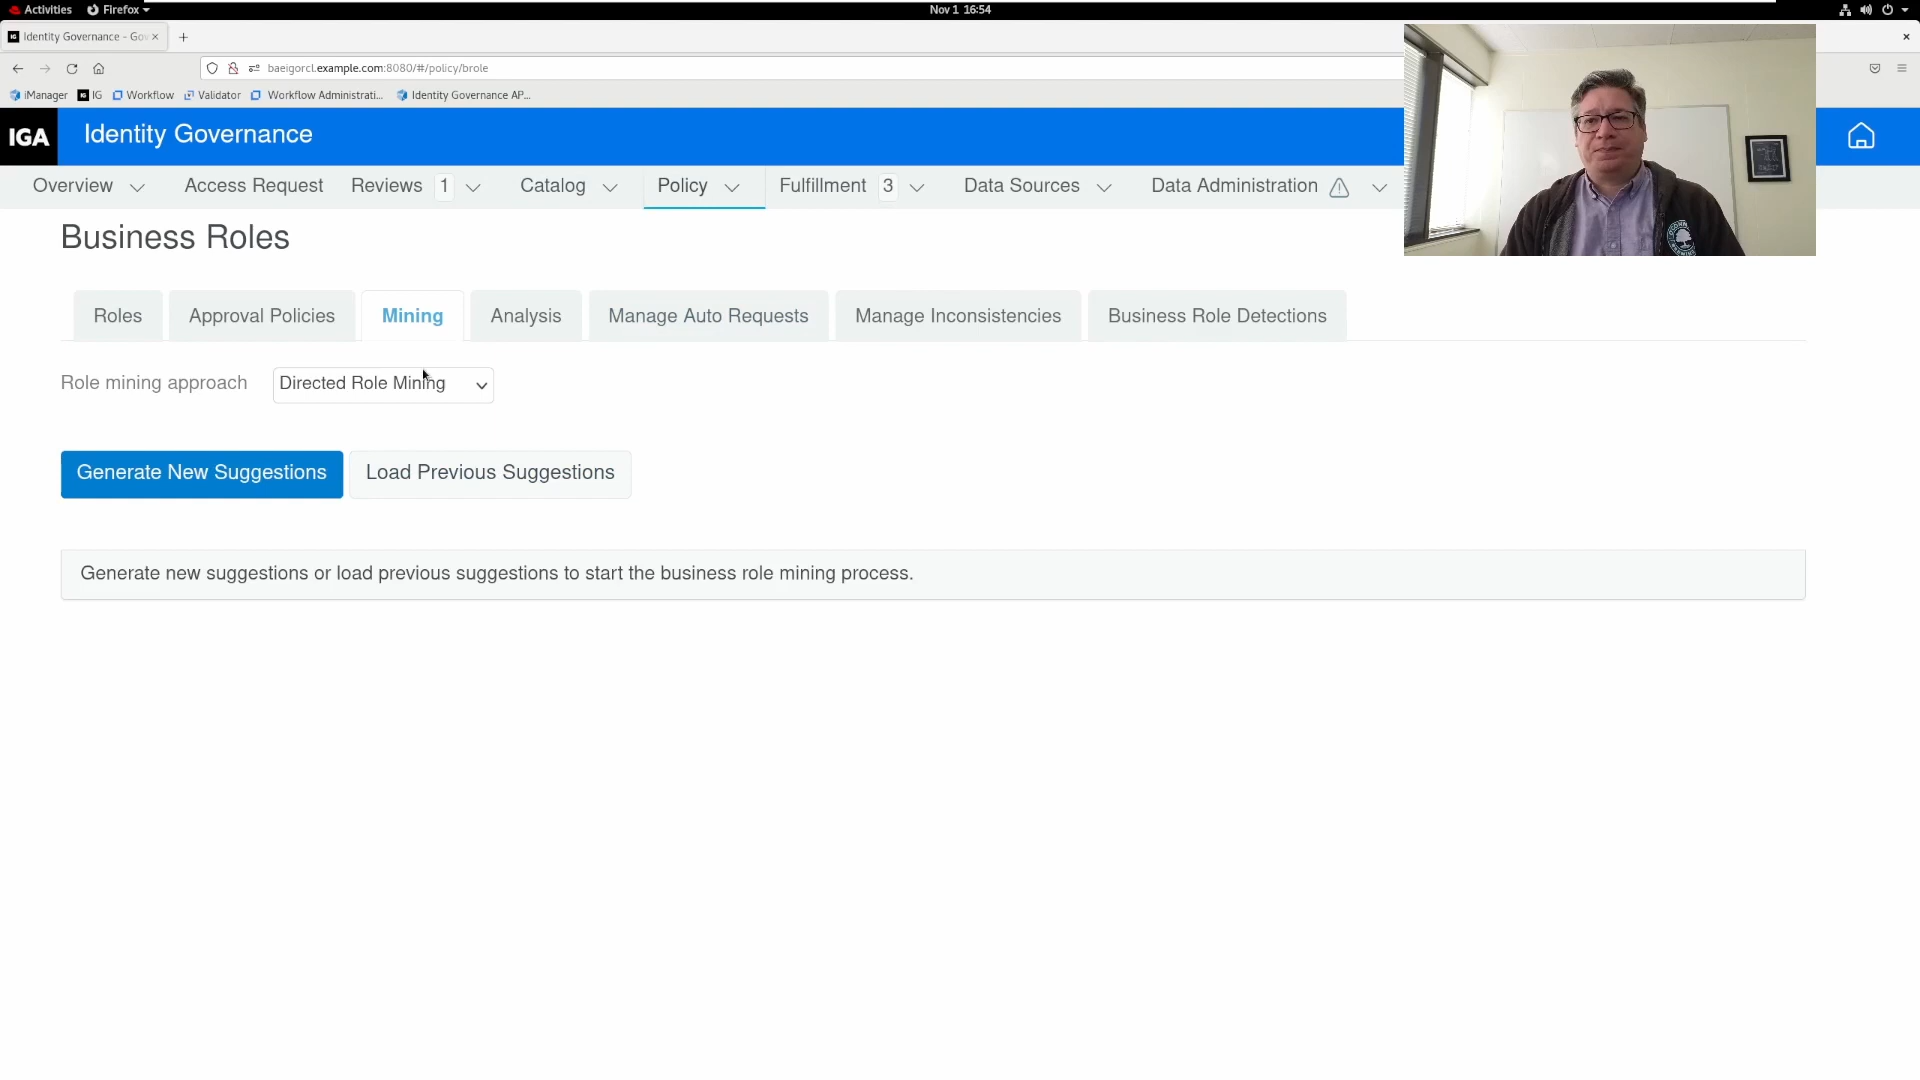 Activities Firefox Nov 1 16:54
Identity Governance - Gov
baeigorcl.example.com:8080/#/policy/brole
iManager IG Workflow Validator Workflow Administrati... Identity Governance AP...
IGA Identity Governance
Overview Access Request Reviews 1 Catalog Policy Fulfillment 3 Data Sources Data Administration
Business Roles
Roles Approval Policies Mining Analysis Manage Auto Requests Manage Inconsistencies Business Role Detections
Role mining approach Directed Role Mining
Generate New Suggestions Load Previous Suggestions
Generate new suggestions or load previous suggestions to start the business role mining process.